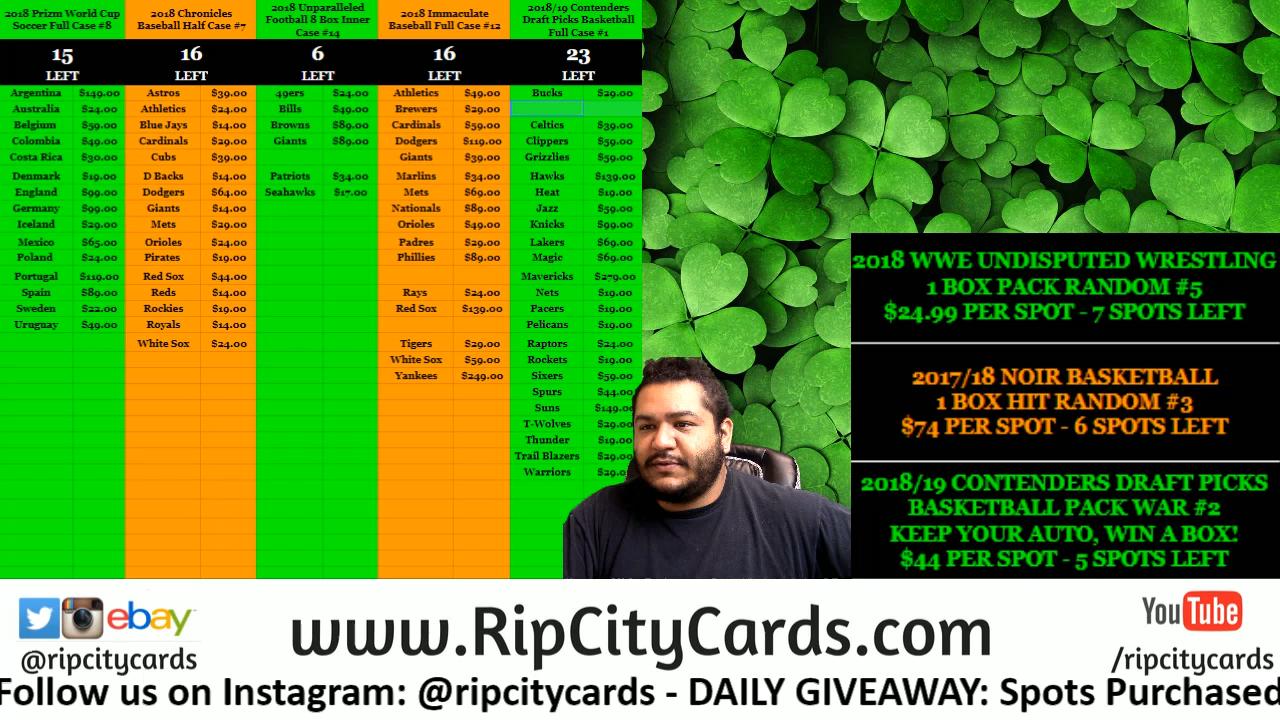 2018 Prizm World Cup
Soccer Full Case #8
15
LEFT
Argentina $149.00
Australia $24.00
Belgium $59.00
Colombia $49.00
Costa Rica $30.00
Denmark $19.00
England $99.00
Germany $99.00
Iceland $29.00
Mexico $65.00
Poland $24.00
Portugal $119.00
Spain $89.00
Sweden $22.00
Uruguay $49.00
2018 Chronicles
Baseball Half Case #7
16
LEFT
Astros $39.00
Athletics $24.00
Blue Jays $14.00
Cardinals $29.00
Cubs $39.00
D Backs $14.00
Dodgers $64.00
Giants $14.00
Mets $29.00
Orioles $24.00
Pirates $19.00
Red Sox $44.00
Reds $14.00
Rockies $19.00
Royals $14.00
White Sox $24.00
2018 Unparalleled
Football 8 Box Inner
Case #14
6
LEFT
49ers $24.00
Bills $49.00
Browns $89.00
Giants $89.00
Patriots $34.00
Seahawks $17.00
2018 Immaculate
Baseball Full Case #12
16
LEFT
Athletics $49.00
Brewers $29.00
Cardinals $59.00
Dodgers $119.00
Giants $39.00
Marlins $34.00
Mets $69.00
Nationals $89.00
Orioles $49.00
Padres $29.00
Phillies $89.00
Rays $24.00
Red Sox $139.00
Tigers $29.00
White Sox $59.00
Yankees $249.00
2018/19 Contenders
Draft Picks Basketball
Full Case #1
23
LEFT
Bucks $29.00
Celtics $39.00
Clippers $59.00
Grizzlies $59.00
Hawks $139.00
Heat $19.00
Jazz $59.00
Knicks $99.00
Lakers $69.00
Magic $69.00
Mavericks $279.00
Nets $19.00
Pacers $19.00
Pelicans $19.00
Raptors $24.00
Rockets $19.00
Sixers $59.00
Spurs $44.00
Suns $149.00
T-Wolves $29.00
Thunder $19.00
Trail Blazers $29.00
Warriors $29.00
2018 WWE UNDISPUTED WRESTLING
1 BOX PACK RANDOM #5
$24.99 PER SPOT - 7 SPOTS LEFT
2017/18 NOIR BASKETBALL
1 BOX HIT RANDOM #3
$74 PER SPOT - 6 SPOTS LEFT
2018/19 CONTENDERS DRAFT PICKS
BASKETBALL PACK WAR #2
KEEP YOUR AUTO, WIN A BOX!
$44 PER SPOT - 5 SPOTS LEFT
ebay
@ripcitycards
www.RipCityCards.com
YouTube
/ripcitycards
Follow us on Instagram: @ripcitycards - DAILY GIVEAWAY: Spots Purchased